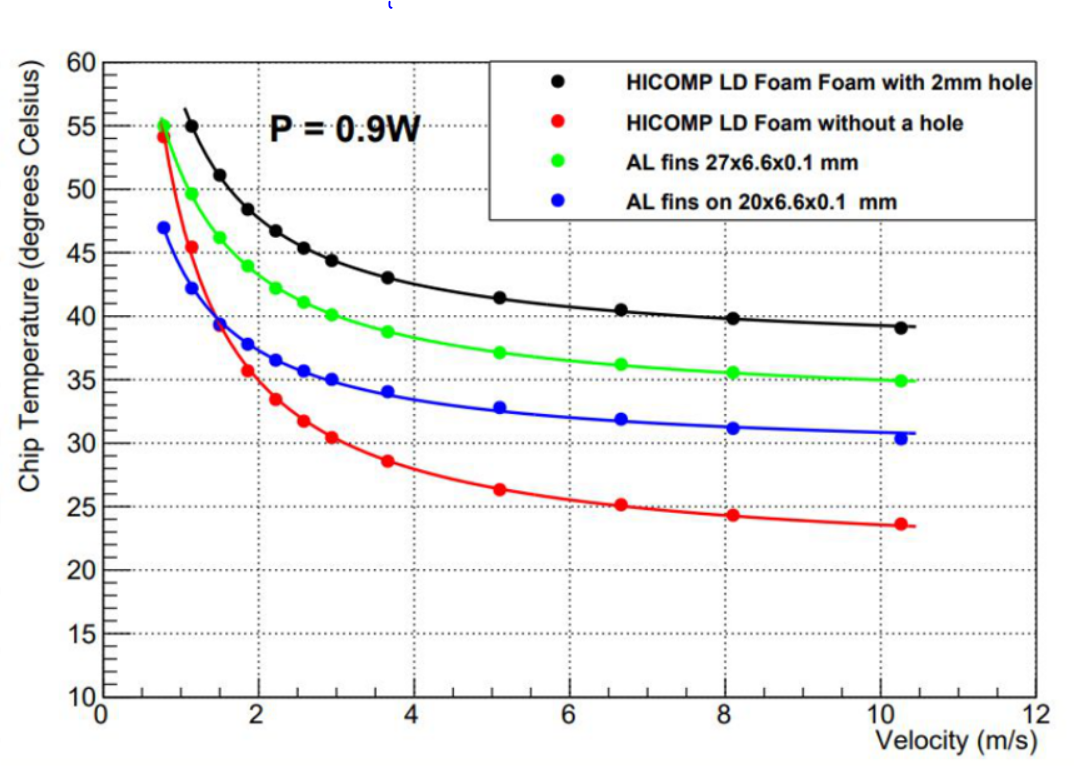 60
55
50
45
40
35
30
25
20
15
10
Chip Temperature (degrees Celsius)
P = 0.9W
HICOMP LD Foam Foam with 2mm hole
HICOMP LD Foam without a hole
AL fins 27x6.6x0.1 mm
AL fins on 20x6.6x0.1 mm
0 2 4 6 8 10 12
Velocity (m/s)